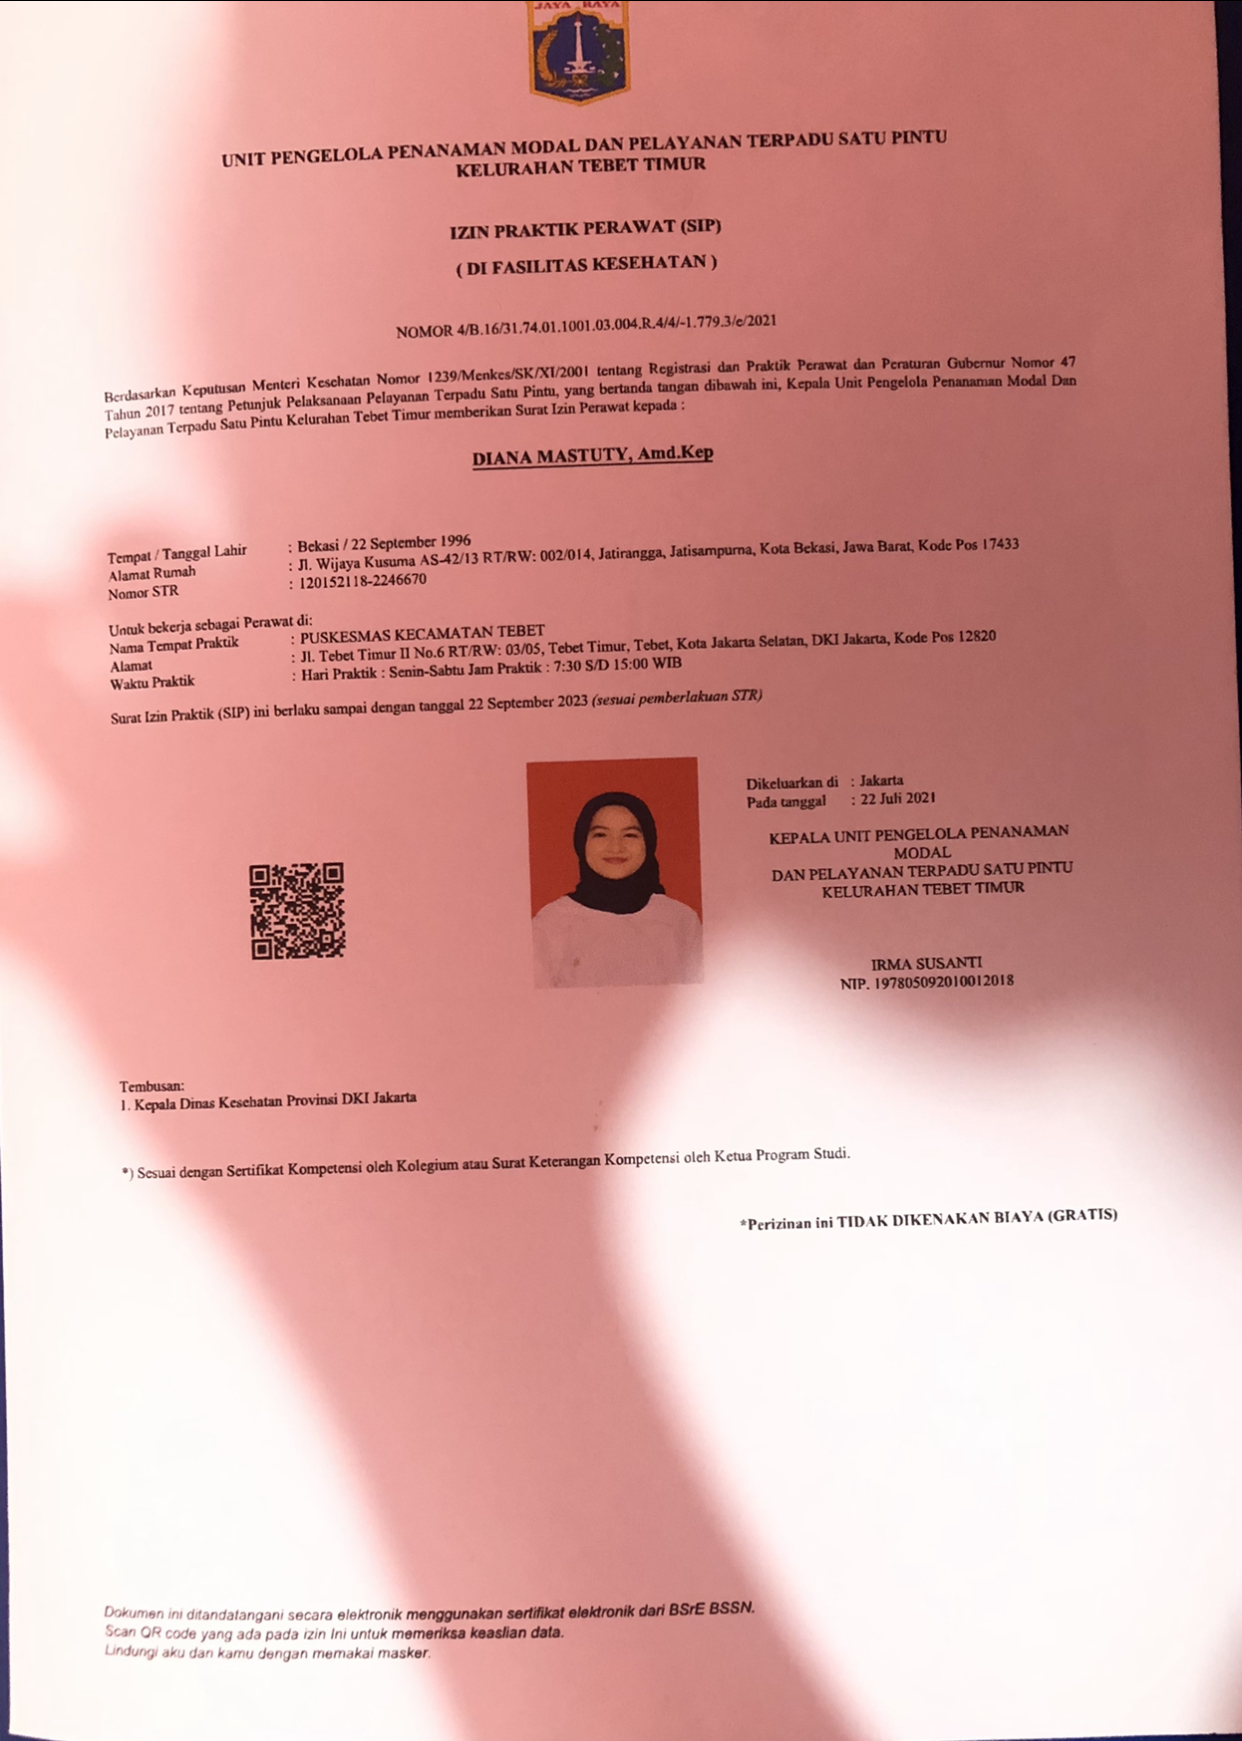 JAYA RAYA
UNIT PENGELOLA PENANAMAN MODAL DAN PELAYANAN TERPADU SATU PINTU
KELURAHAN TEBET TIMUR
IZIN PRAKTIK PERAWAT (SIP)
( DI FASILITAS KESEHATAN )
NOMOR 4/B.16/31.74.01.1001.03.004.R.4/4/-1.779.3/e/2021
Berdasarkan Keputusan Menteri Kesehatan Nomor 1239/Menkes/SK/XI/2001 tentang Registrasi dan Praktik Perawat dan Peraturan Gubernur Nomor 47
Tahun 2017 tentang Petunjuk Pelaksanaan Pelayanan Terpadu Satu Pintu, yang bertanda tangan dibawah ini, Kepala Unit Pengelola Penanaman Modal Dan
Pelayanan Terpadu Satu Pintu Kelurahan Tebet Timur memberikan Surat Izin Perawat kepada :
DIANA MASTUTY, Amd.Kep
Tempat / Tanggal Lahir : Bekasi / 22 September 1996
Alamat Rumah : Jl. Wijaya Kusuma AS-42/13 RT/RW: 002/014, Jatirangga, Jatisampurna, Kota Bekasi, Jawa Barat, Kode Pos 17433
Nomor STR : 120152118-2246670
Untuk bekerja sebagai Perawat di:
Nama Tempat Praktik : PUSKESMAS KECAMATAN TEBET
Alamat : Jl. Tebet Timur II No.6 RT/RW: 03/05, Tebet Timur, Tebet, Kota Jakarta Selatan, DKI Jakarta, Kode Pos 12820
Waktu Praktik : Hari Praktik : Senin-Sabtu Jam Praktik : 7:30 S/D 15:00 WIB
Surat Izin Praktik (SIP) ini berlaku sampai dengan tanggal 22 September 2023 (sesuai pemberlakuan STR)
Dikeluarkan di : Jakarta
Pada tanggal : 22 Juli 2021
KEPALA UNIT PENGELOLA PENANAMAN
MODAL
DAN PELAYANAN TERPADU SATU PINTU
KELURAHAN TEBET TIMUR
IRMA SUSANTI
NIP. 197805092010012018
Tembusan:
1. Kepala Dinas Kesehatan Provinsi DKI Jakarta
*) Sesuai dengan Sertifikat Kompetensi oleh Kolegium atau Surat Keterangan Kompetensi oleh Ketua Program Studi.
*Perizinan ini TIDAK DIKENAKAN BIAYA (GRATIS)
Dokumen ini ditandatangani secara elektronik menggunakan sertifikat elektronik dari BSrE BSSN.
Scan QR code yang ada pada izin Ini untuk memeriksa keaslian data.
Lindungi aku dan kamu dengan memakai masker.